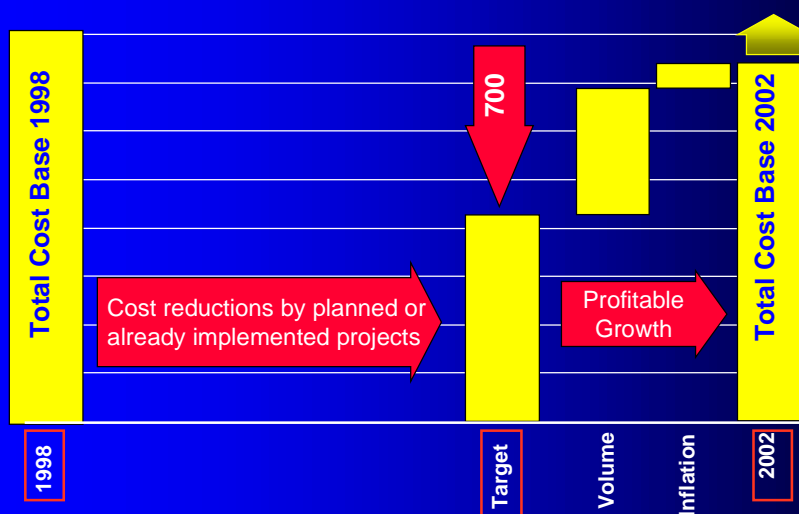 Total Cost Base 1998
700
Total Cost Base 2002
Cost reductions by planned or
already implemented projects
Profitable
Growth
1998
Target
Volume
Inflation
2002